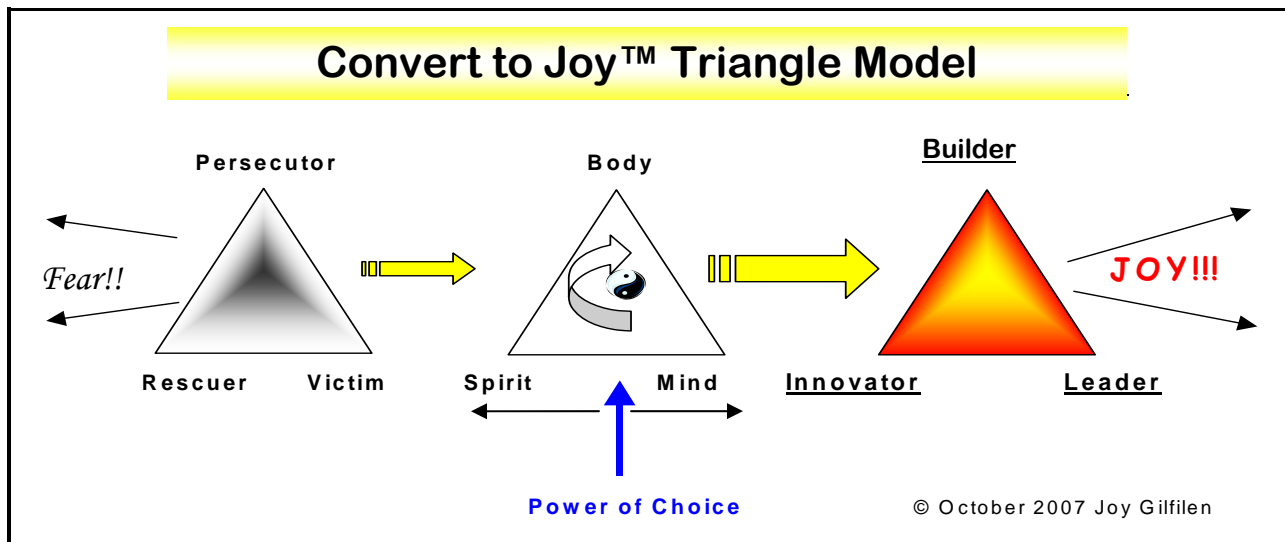 Convert to Joy™ Triangle Model
Persecutor
Body
Builder
Fear!!
JOY!!!
Rescuer Victim
Spirit Mind
Innovator Leader
Power of Choice
© October 2007 Joy Gilfilen